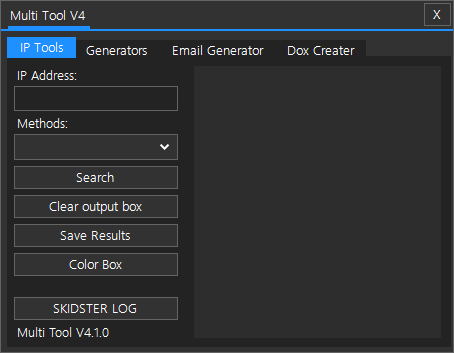 Multi Tool V4
X
IP Tools
Generators
Email Generator
Dox Creater
IP Address:
Methods:
Search
Clear output box
Save Results
Color Box
SKIDSTER LOG
Multi Tool V4.1.0